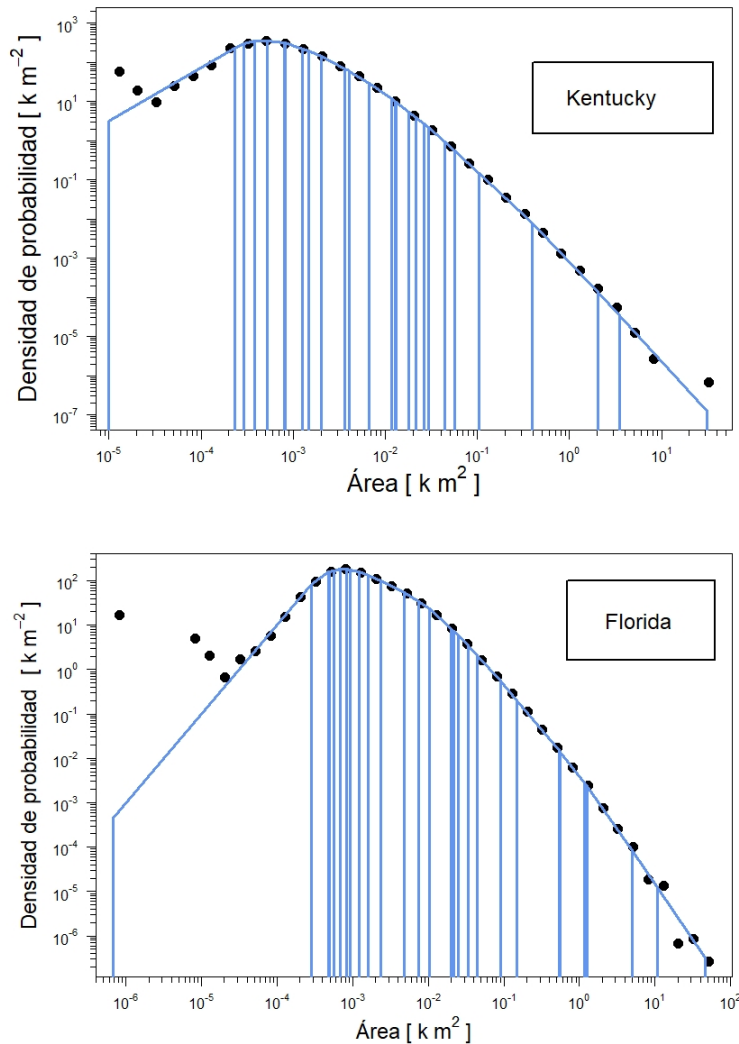 Densidad de probabilidad [ k m⁻²]
10³
10¹
10⁻¹
10⁻³
10⁻⁵
10⁻⁷
Kentucky
10⁻⁵ 10⁻⁴ 10⁻³ 10⁻² 10⁻¹ 10⁰ 10¹
Área [ k m²]
Densidad de probabilidad [ k m⁻²]
10²
10¹
10⁰
10⁻¹
10⁻²
10⁻³
10⁻⁴
10⁻⁵
10⁻⁶
Florida
10⁻⁶ 10⁻⁵ 10⁻⁴ 10⁻³ 10⁻² 10⁻¹ 10⁰ 10¹ 10²
Área [ k m²]